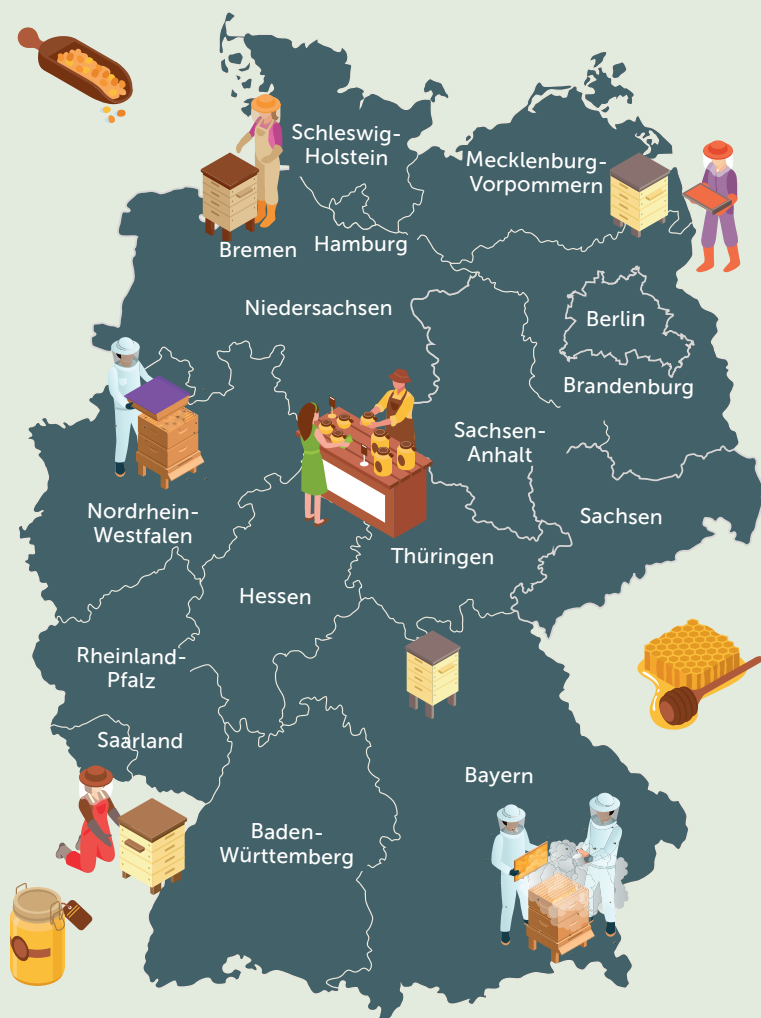 Schleswig-
Holstein
Mecklenburg-
Vorpommern
Bremen
Hamburg
Niedersachsen
Berlin
Brandenburg
Sachsen-
Anhalt
Nordrhein-
Westfalen
Sachsen
Thüringen
Hessen
Rheinland-
Pfalz
Saarland
Bayern
Baden-
Württemberg